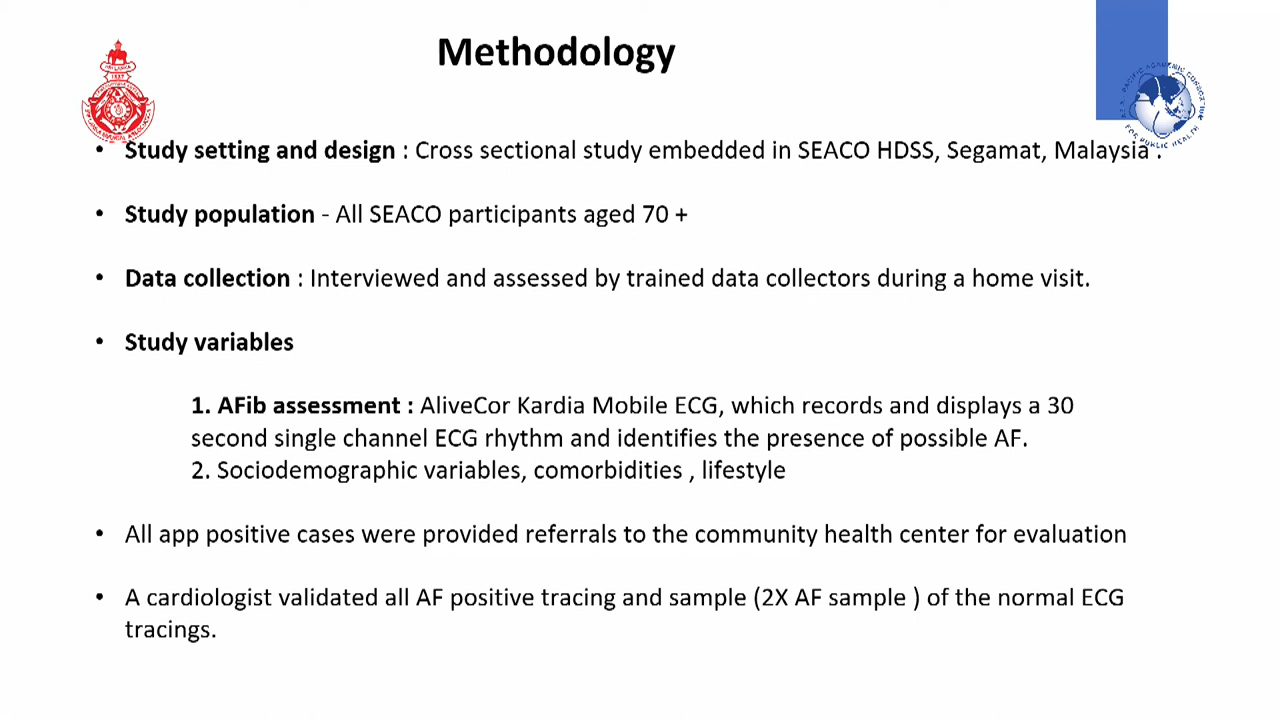 Methodology
• Study setting and design : Cross sectional study embedded in SEACO HDSS, Segamat, Malaysia .
• Study population - All SEACO participants aged 70 +
• Data collection : Interviewed and assessed by trained data collectors during a home visit.
• Study variables
1. AFib assessment : AliveCor Kardia Mobile ECG, which records and displays a 30
second single channel ECG rhythm and identifies the presence of possible AF.
2. Sociodemographic variables, comorbidities , lifestyle
• All app positive cases were provided referrals to the community health center for evaluation
• A cardiologist validated all AF positive tracing and sample (2X AF sample ) of the normal ECG
tracings.